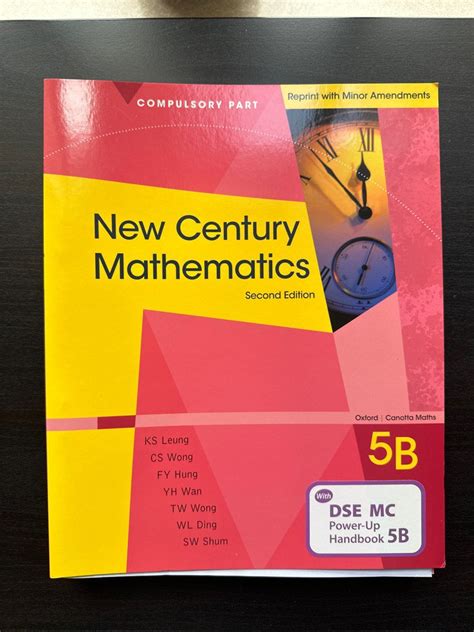 COMPULSORY PART
Reprint with Minor Amendments
New Century
Mathematics
Second Edition
Oxford | Canotta Maths
5B
KS Leung
CS Wong
FY Hung
YH Wan
TW Wong
WL Ding
SW Shum
With
DSE MC
Power-Up
Handbook 5B